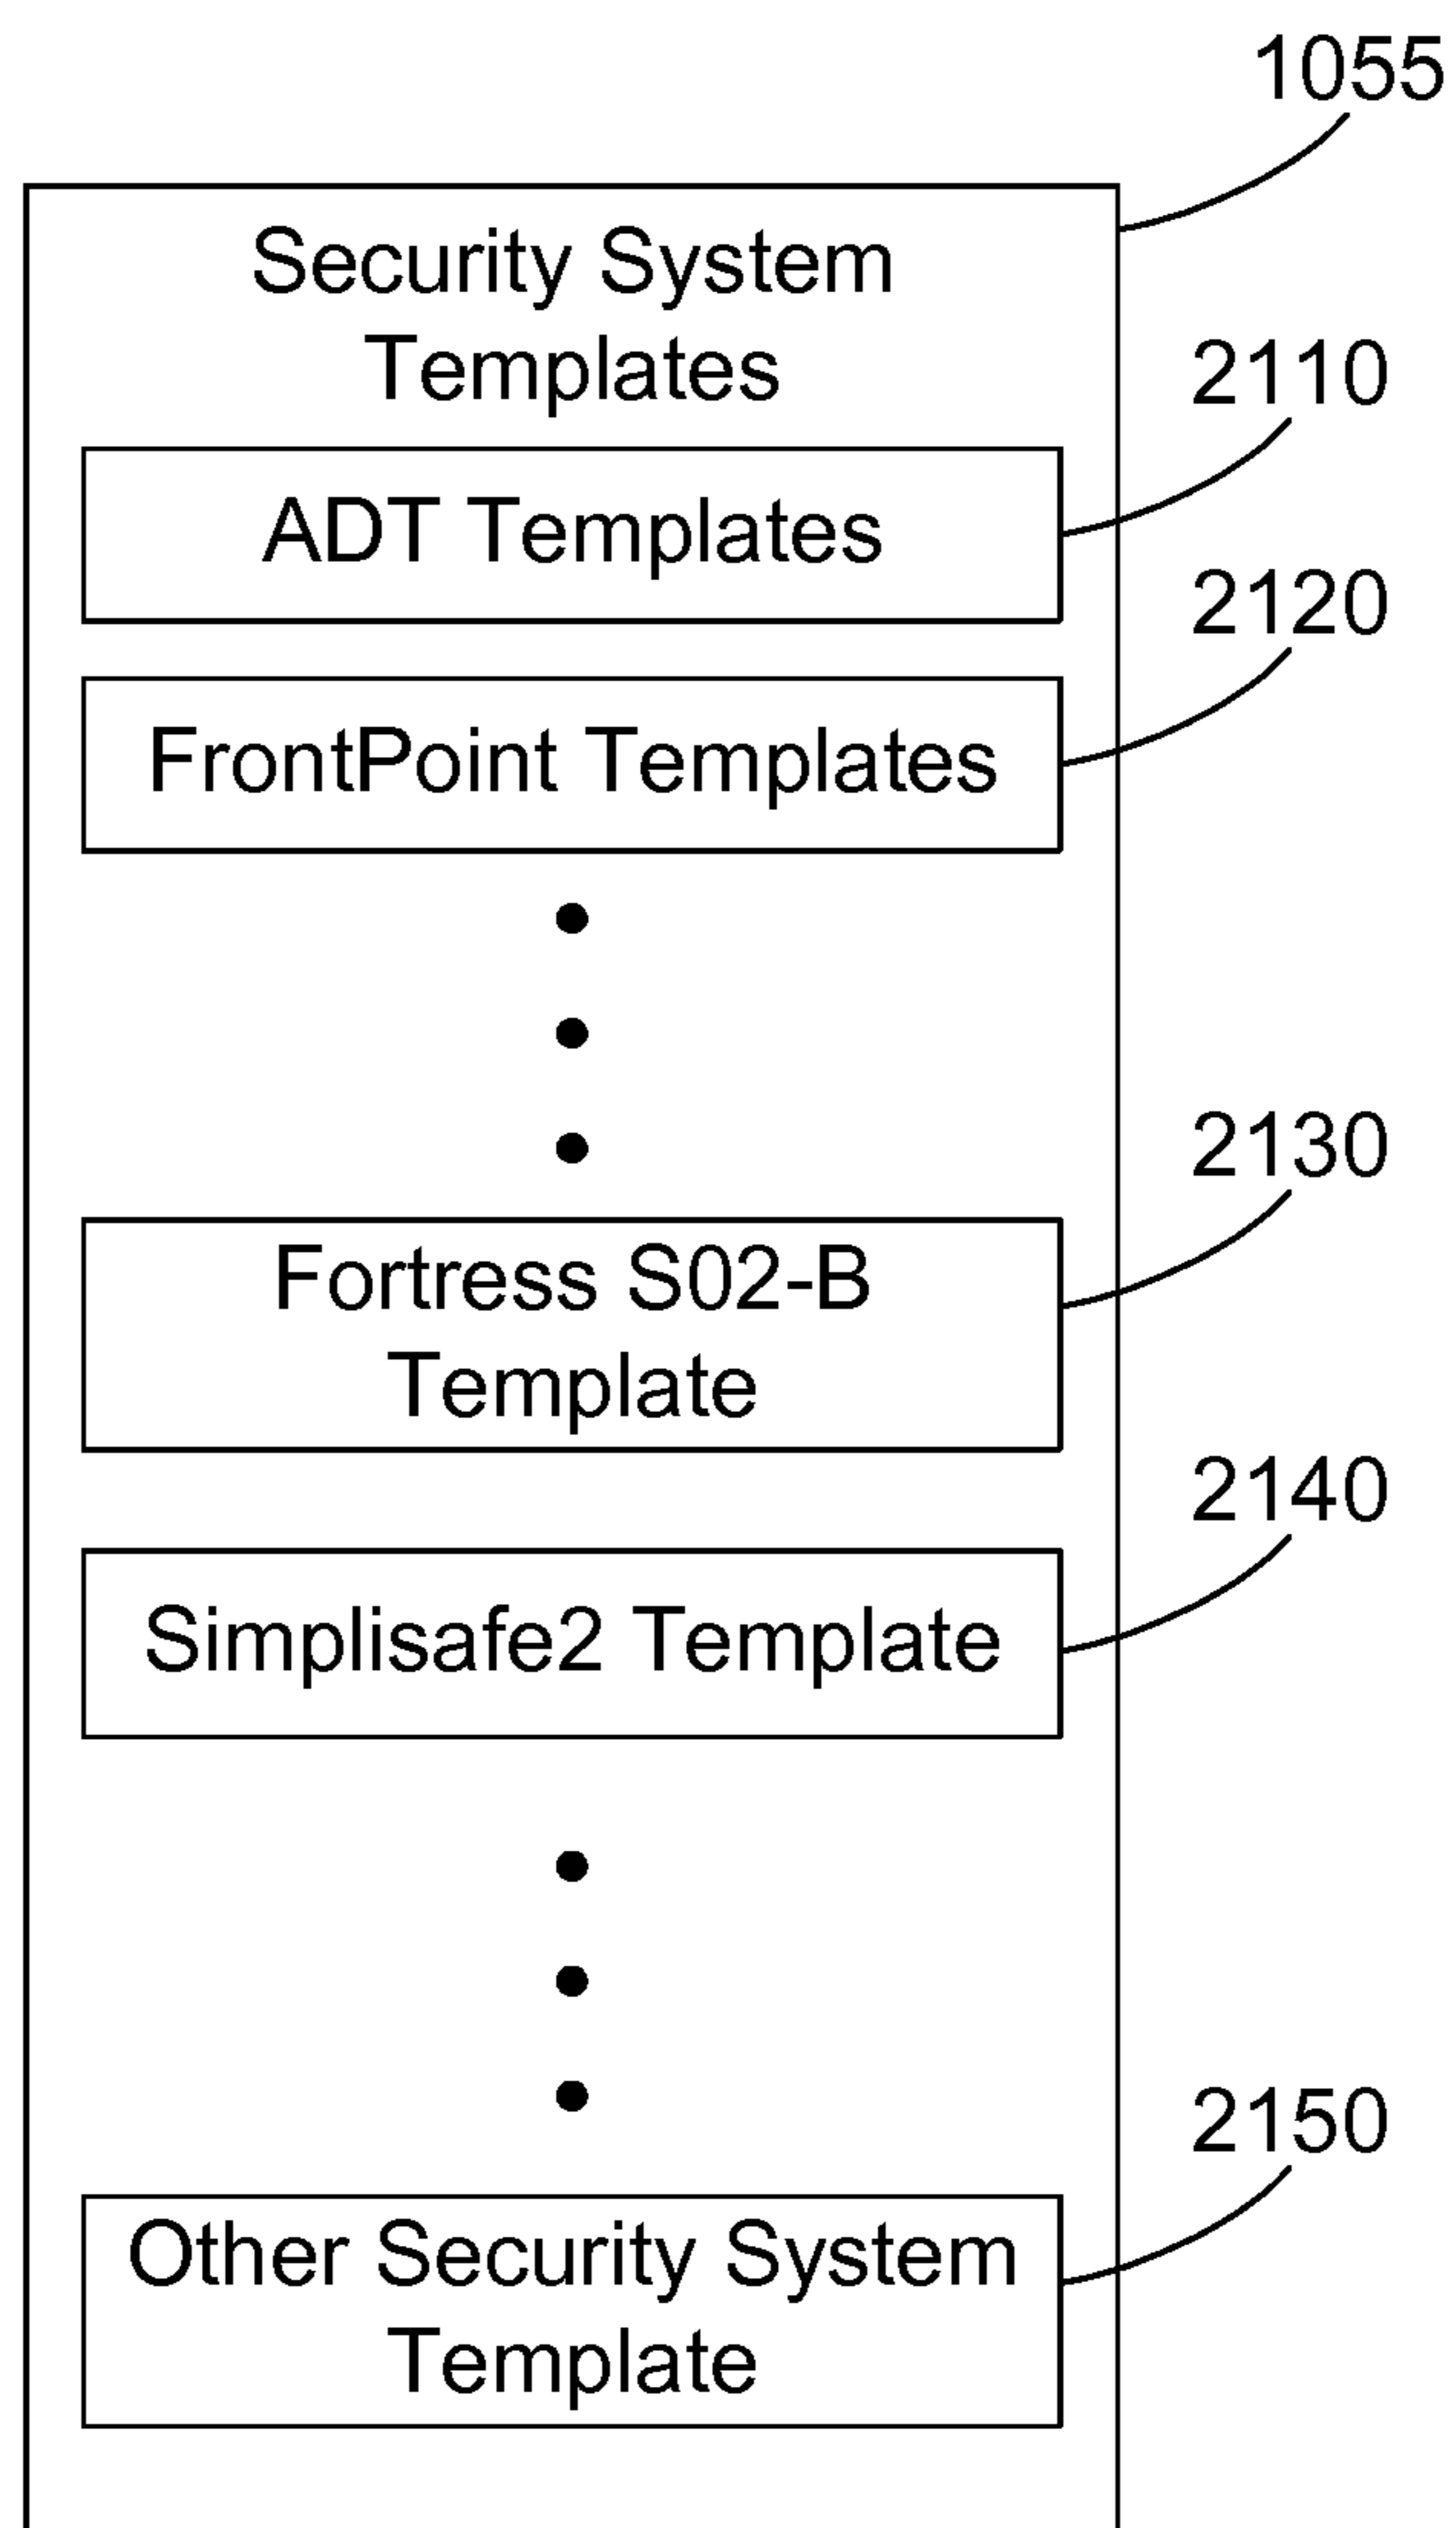 1055
Security System
Templates
2110
ADT Templates
2120
FrontPoint Templates
2130
Fortress S02-B
Template
2140
Simplisafe2 Template
2150
Other Security System
Template